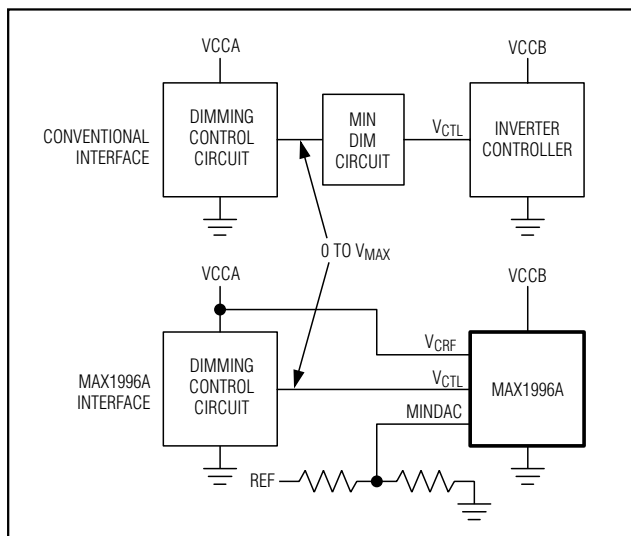 VCCA
VCCB
CONVENTIONAL
INTERFACE
DIMMING
CONTROL
CIRCUIT
MIN
DIM
CIRCUIT
VCTL
INVERTER
CONTROLLER
0 TO VMAX
VCCA
VCCB
MAX1996A
INTERFACE
DIMMING
CONTROL
CIRCUIT
VCRF
VCTL
MINDAC
MAX1996A
REF